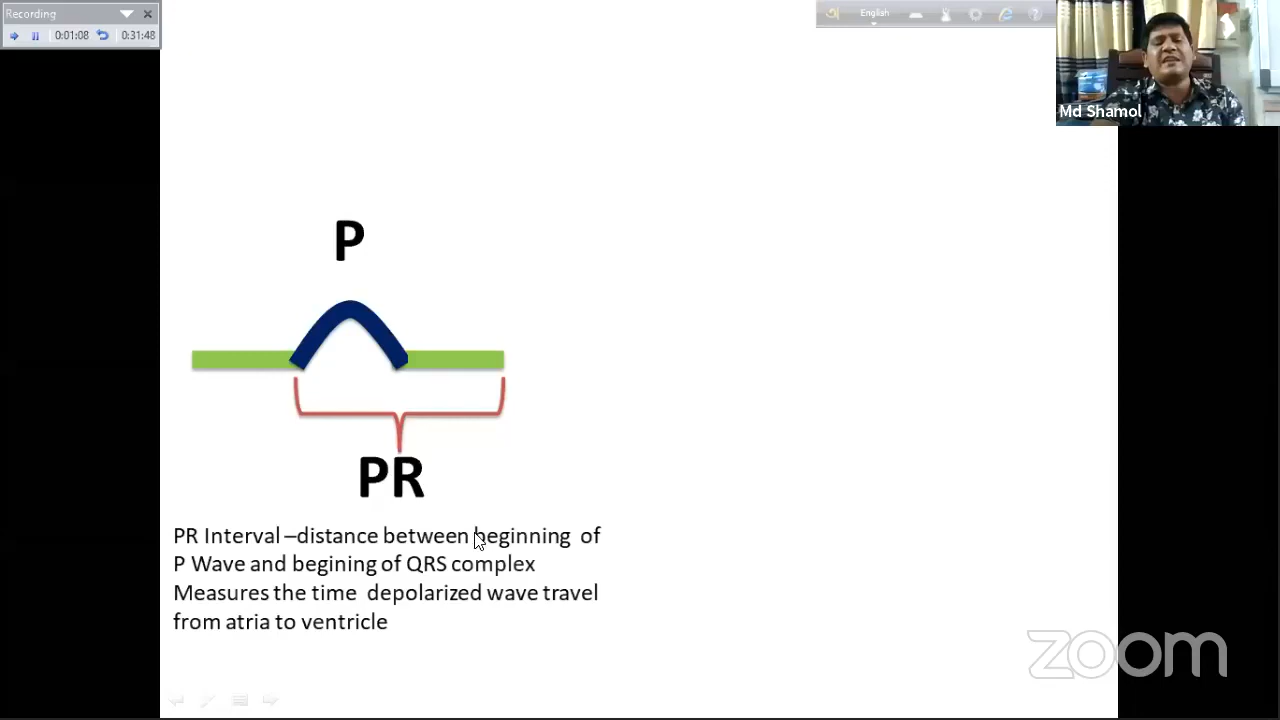 Recording
0:01:08
0:31:48
English
Md Shamol
P
PR
PR Interval –distance between beginning of
P Wave and begining of QRS complex
Measures the time depolarized wave travel
from atria to ventricle
zoom